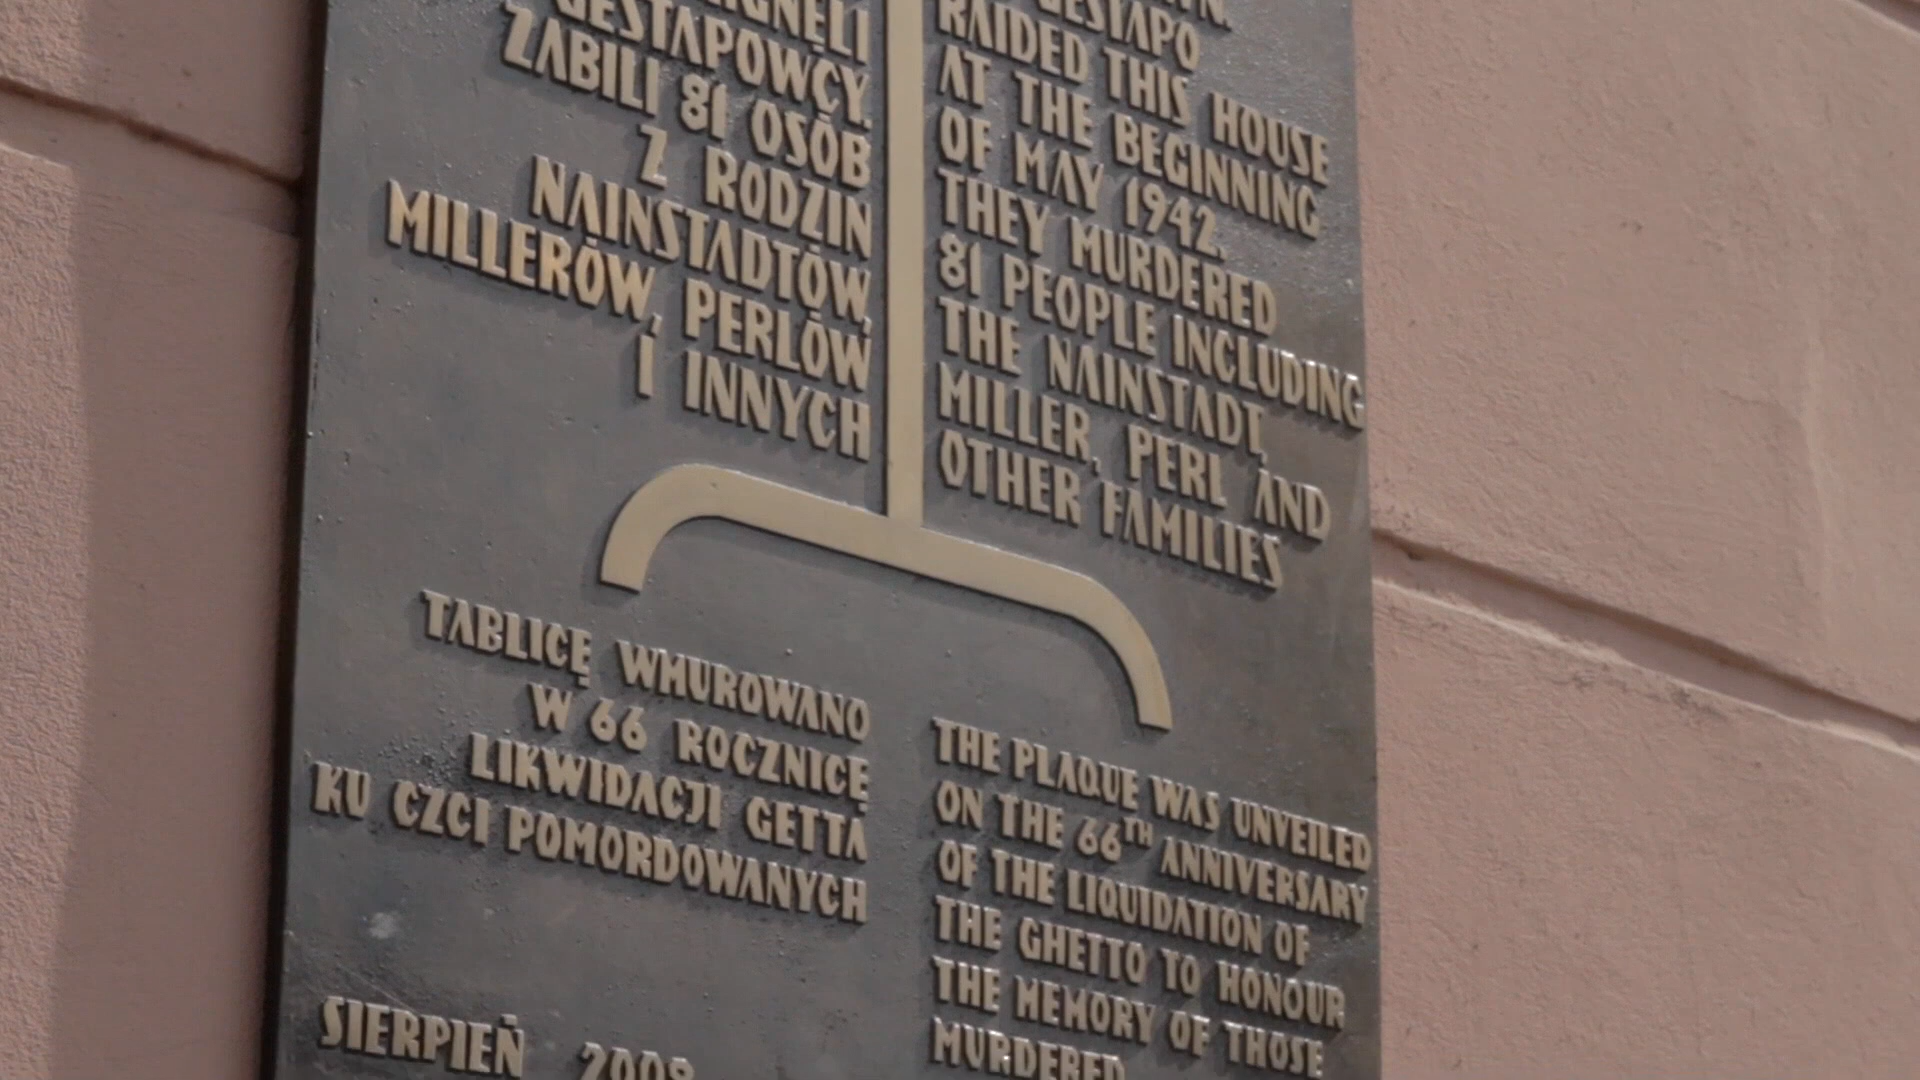 GESTAPOWCY.
ZABILI 81 OSÓB
Z RODZIN
NAINSTADTÓW,
MILLERÓW, PERLÓW
I INNYCH
GESTAPO
RAIDED THIS HOUSE
AT THE BEGINNING
OF MAY 1942.
THEY MURDERED
81 PEOPLE INCLUDING
THE NAINSTADT,
MILLER, PERL AND
OTHER FAMILIES
TABLICĘ WMUROWANO
W 66 ROCZNICĘ
LIKWIDACJI GETTA
KU CZCI POMORDOWANYCH
SIERPIEŃ 2008
THE PLAQUE WAS UNVEILED
ON THE 66TH ANNIVERSARY
OF THE LIQUIDATION OF
THE GHETTO TO HONOUR
THE MEMORY OF THOSE
MURDERED